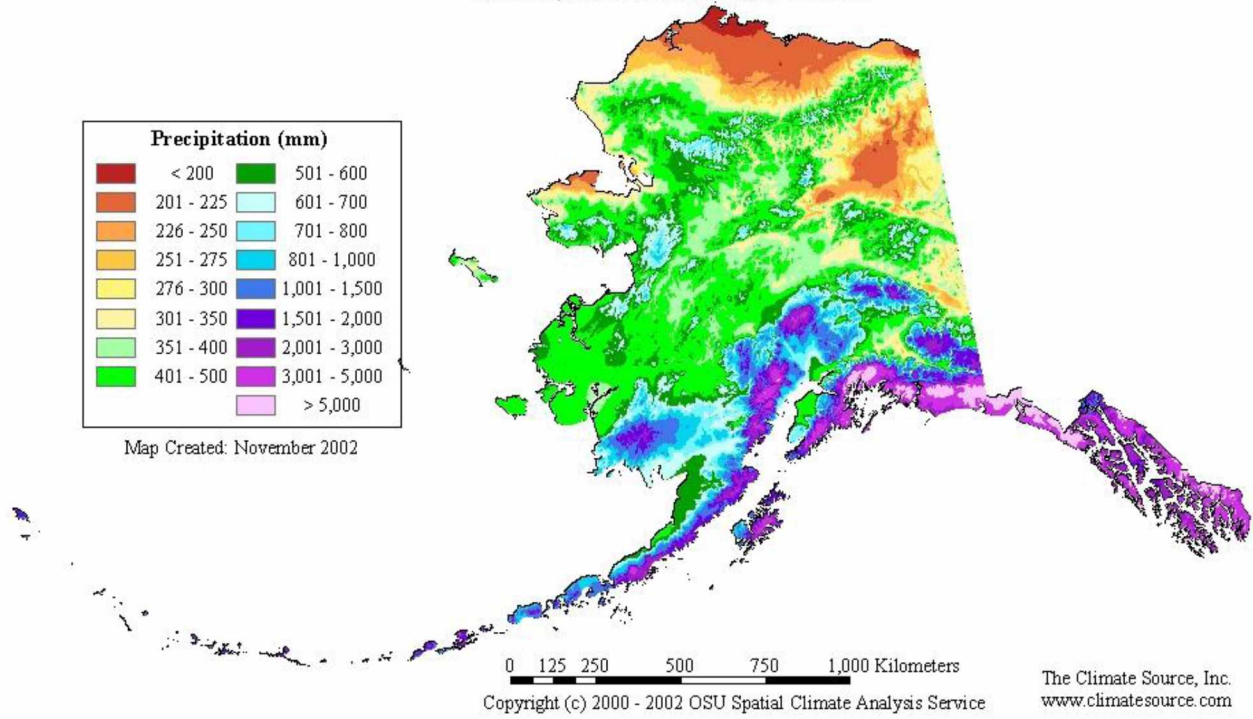 Precipitation (mm)
< 200
201 - 225
226 - 250
251 - 275
276 - 300
301 - 350
351 - 400
401 - 500
501 - 600
601 - 700
701 - 800
801 - 1,000
1,001 - 1,500
1,501 - 2,000
2,001 - 3,000
3,001 - 5,000
> 5,000
Map Created: November 2002
0 125 250 500 750 1,000 Kilometers
Copyright (c) 2000 - 2002 OSU Spatial Climate Analysis Service
The Climate Source, Inc.
www.climatesource.com